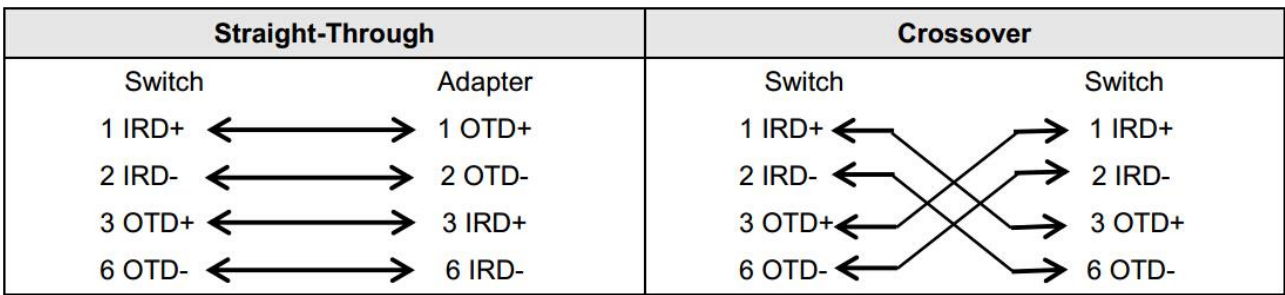 Straight-Through Crossover
Switch Adapter Switch Switch
1 IRD+ 1 OTD+ 1 IRD+ 1 IRD+
2 IRD- 2 OTD- 2 IRD- 2 IRD-
3 OTD+ 3 IRD+ 3 OTD+ 3 OTD+
6 OTD- 6 IRD- 6 OTD- 6 OTD-